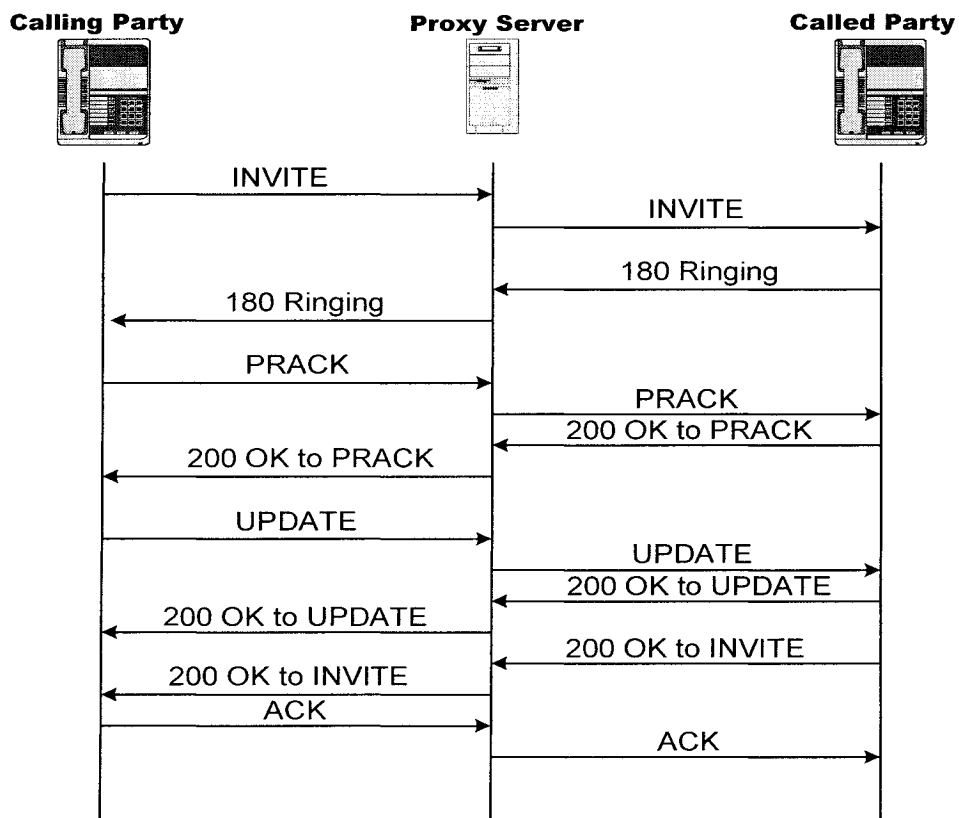 Calling Party
Proxy Server
Called Party
INVITE
INVITE
180 Ringing
180 Ringing
PRACK
PRACK
200 OK to PRACK
200 OK to PRACK
UPDATE
UPDATE
200 OK to UPDATE
200 OK to UPDATE
200 OK to INVITE
200 OK to INVITE
ACK
ACK